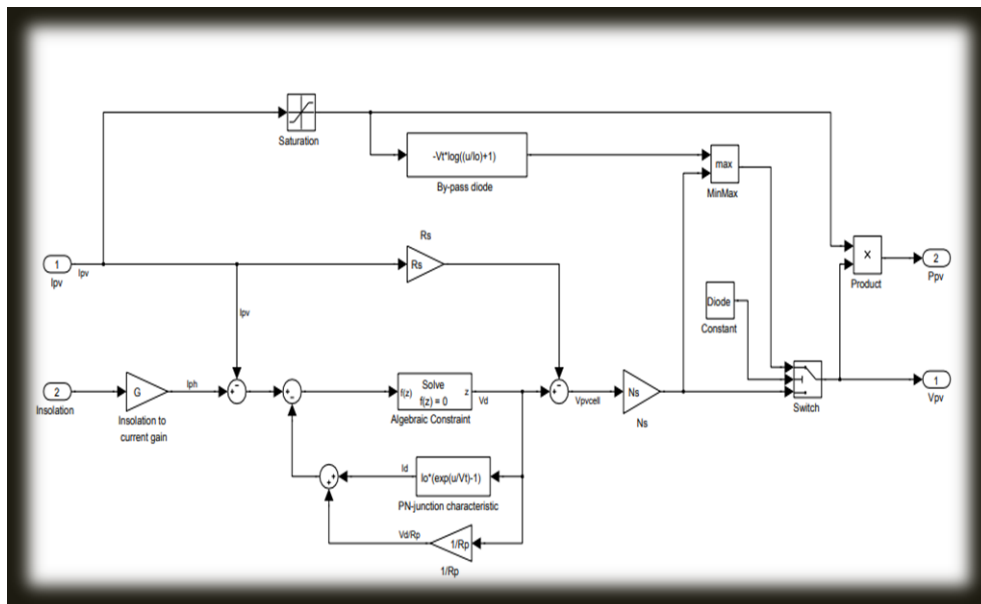 Saturation
-Vt*log((u/Io)+1)
By-pass diode
max
MinMax
Rs
Rs
1
Ipv
Ipv
×
Product
2
Ppv
Diode
Constant
Ipv
2
Insolation
G
Insolation to
current gain
Iph
f(z)
Solve
f(z) = 0
z
Algebraic Constraint
Vd
Vpvcell
Ns
Ns
Switch
1
Vpv
Id
Io*(exp(u/Vt)-1)
PN-junction characteristic
Vd/Rp
1/Rp
1/Rp